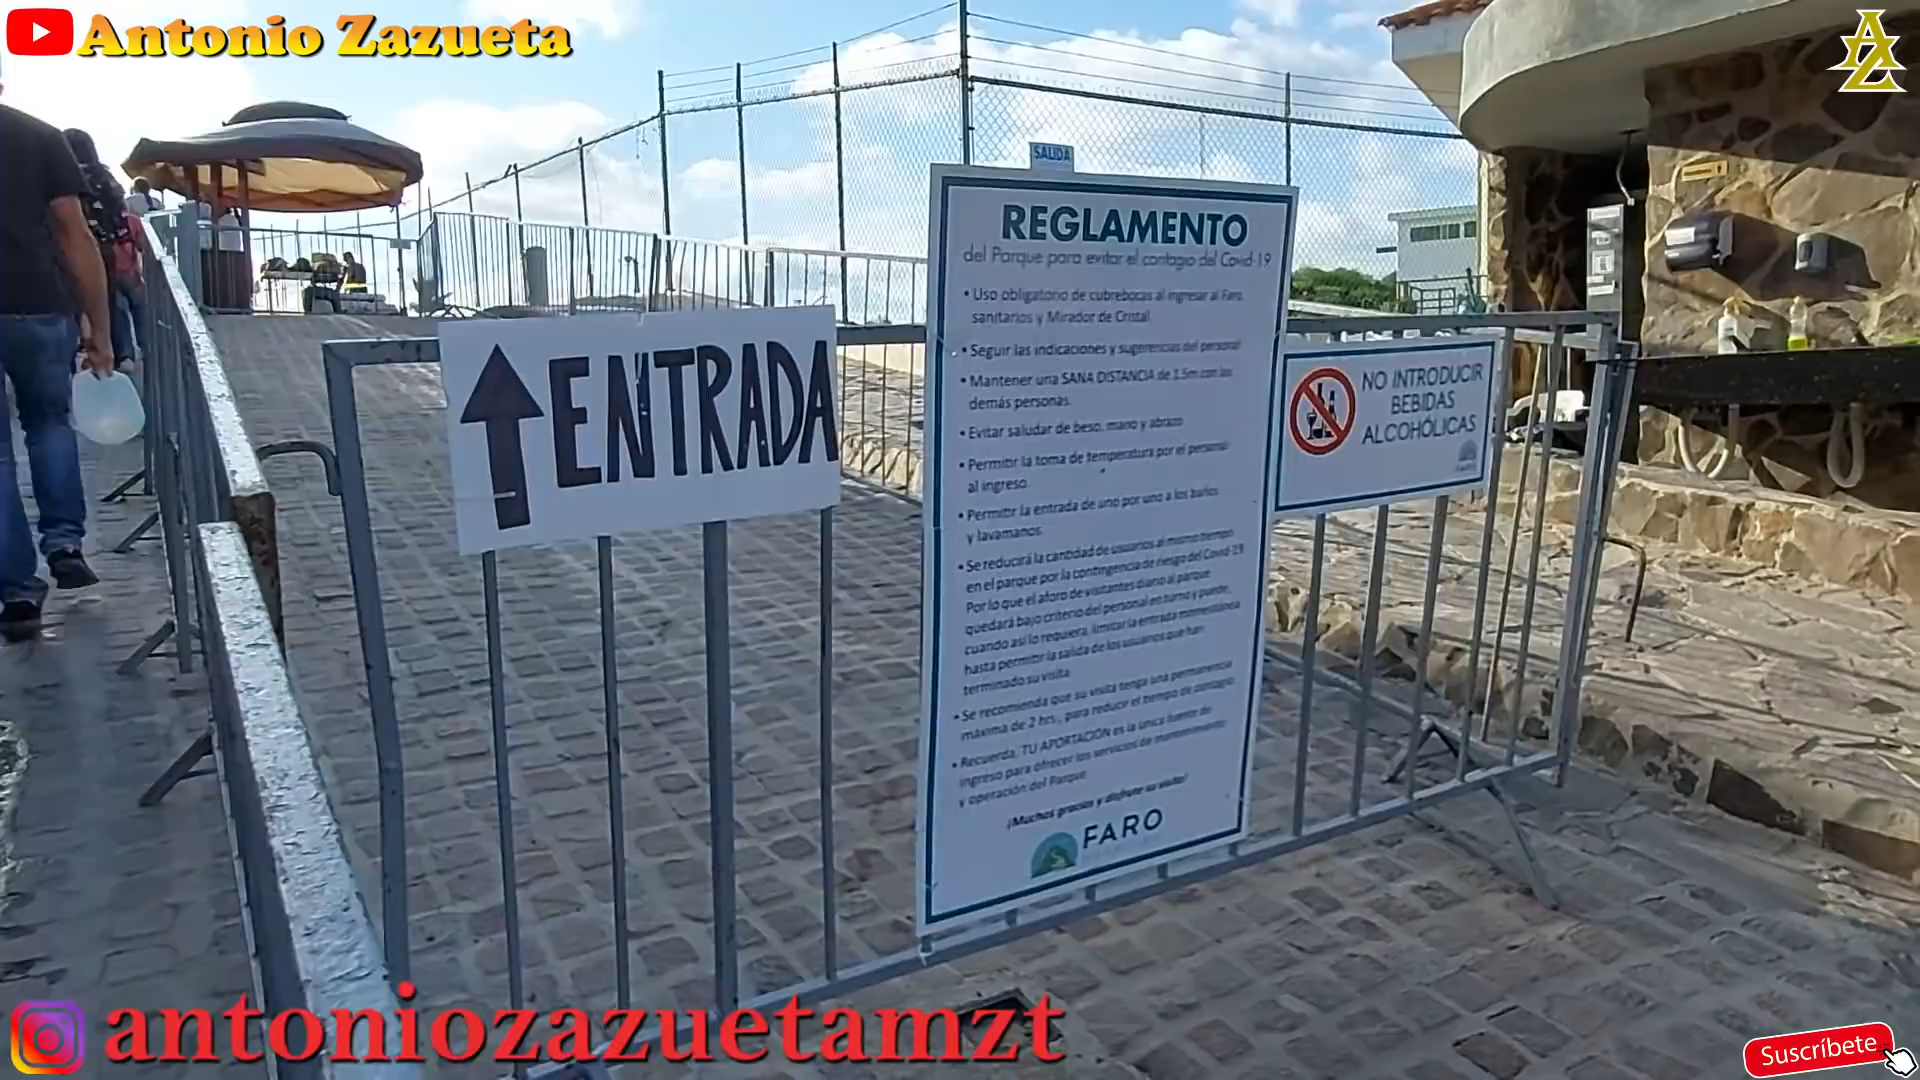 Antonio Zazueta
AZ
SALIDA
ENTRADA
REGLAMENTO
del Parque para evitar el contagio del Covid-19
• Uso obligatorio de cubrebocas al ingresar al Faro,
sanitarios y Mirador de Cristal.
• Seguir las indicaciones y sugerencias del personal
• Mantener una SANA DISTANCIA de 1.5m con las
demás personas.
• Evitar saludar de beso, mano y abrazo
• Permitir la toma de temperatura por el personal
al ingreso.
• Permitir la entrada de uno por uno a los baños
y lavamanos.
• Se reducirá la cantidad de usuarios al mismo tiempo
en el parque por la contingencia de riesgo del Covid-19
Por lo que el aforo de visitantes diario al parque
quedará bajo criterio del personal en turno y puede,
cuando así lo requiera, limitar la entrada momentánea
hasta permitir la salida de los usuarios que han
terminado su visita.
• Se recomienda que su visita tenga una permanencia
máxima de 2 hrs., para reducir el tiempo de contagio
• Recuerda, TU APORTACIÓN es la única fuente de
ingreso para ofrecer los servicios de mantenimiento
y operación del Parque.
¡Muchas gracias y disfrute su visita!
FARO
NO INTRODUCIR
BEBIDAS
ALCOHÓLICAS
antoniozazuetamzt
Suscríbete